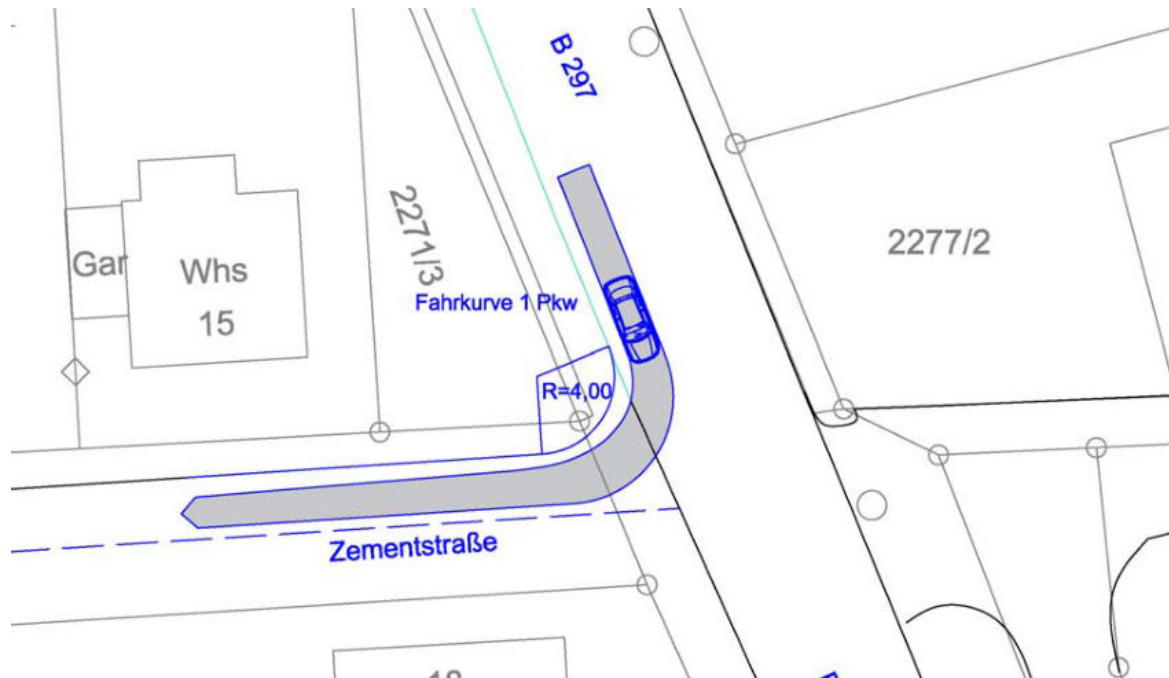 B 297
2277/2
2271/3
Gar
Whs
15
Fahrkurve 1 Pkw
R=4,00
Zementstraße